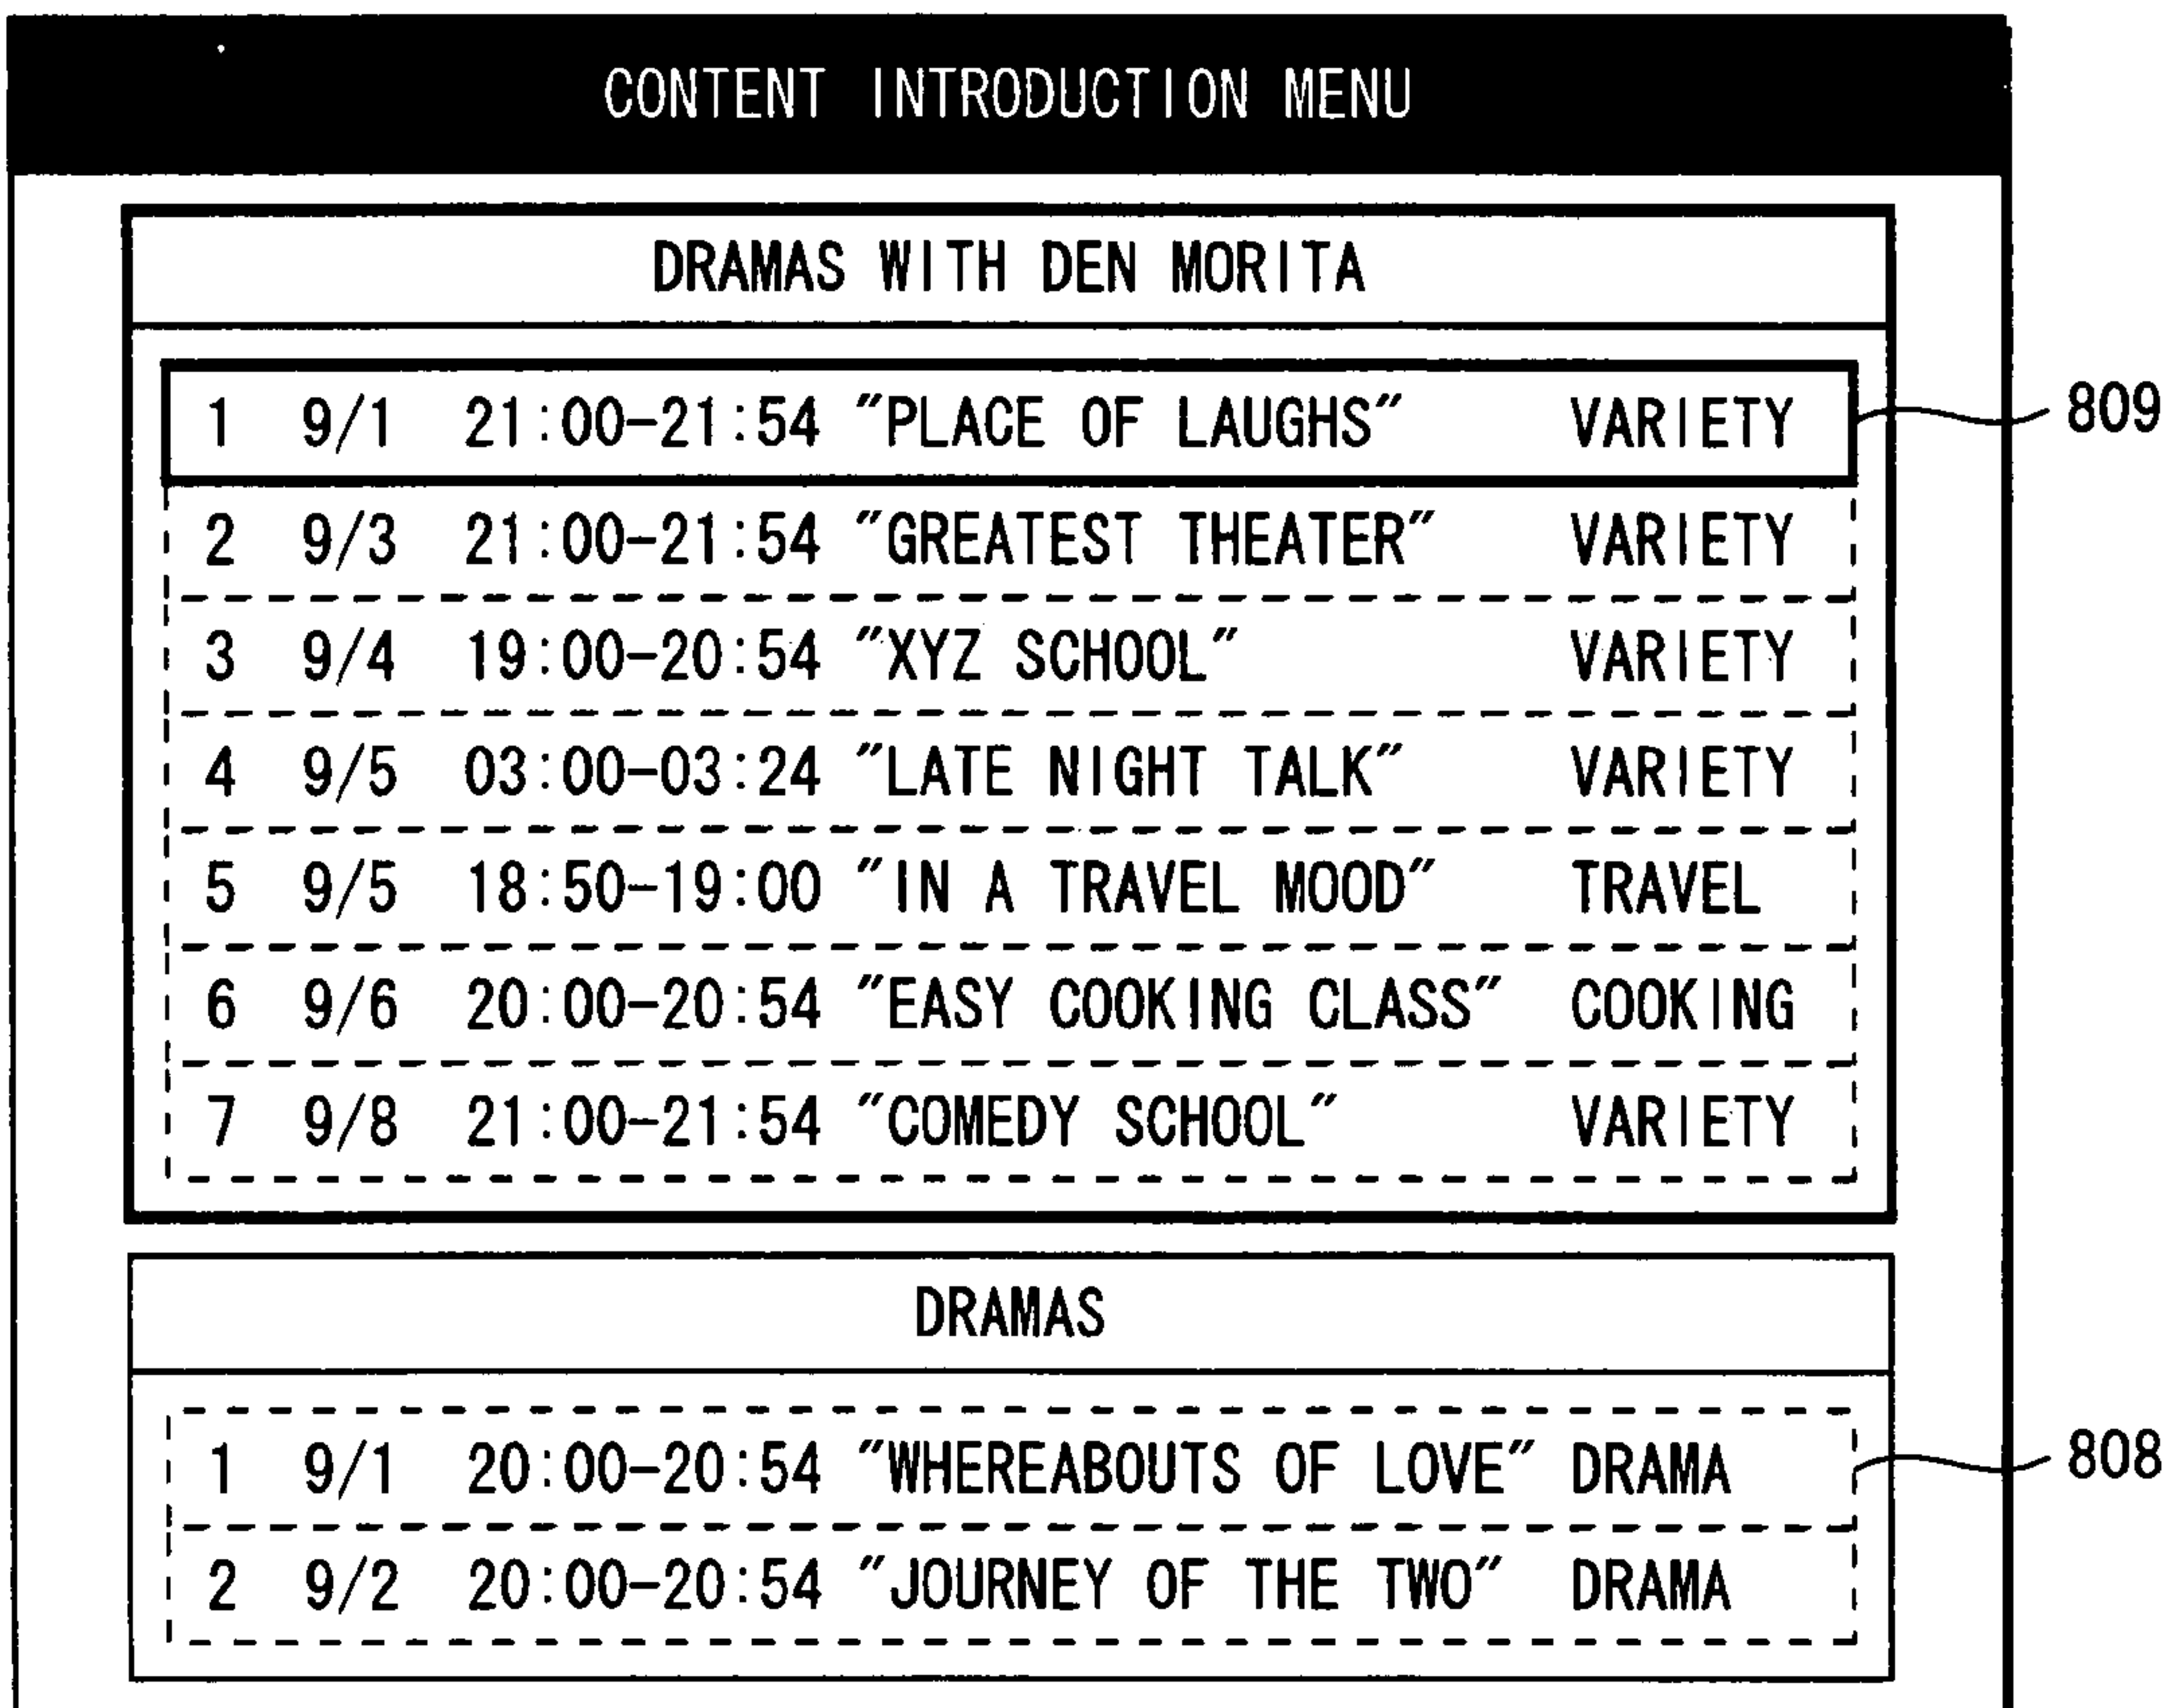 CONTENT INTRODUCTION MENU
DRAMAS WITH DEN MORITA
1 9/1 21:00-21:54 "PLACE OF LAUGHS" VARIETY 809
2 9/3 21:00-21:54 "GREATEST THEATER" VARIETY
3 9/4 19:00-20:54 "XYZ SCHOOL" VARIETY
4 9/5 03:00-03:24 "LATE NIGHT TALK" VARIETY
5 9/5 18:50-19:00 "IN A TRAVEL MOOD" TRAVEL
6 9/6 20:00-20:54 "EASY COOKING CLASS" COOKING
7 9/8 21:00-21:54 "COMEDY SCHOOL" VARIETY
DRAMAS
1 9/1 20:00-20:54 "WHEREABOUTS OF LOVE" DRAMA 808
2 9/2 20:00-20:54 "JOURNEY OF THE TWO" DRAMA